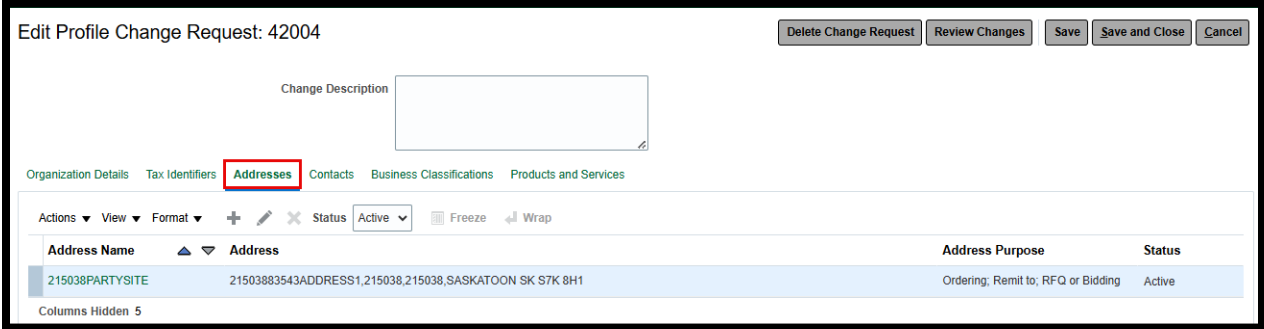 Edit Profile Change Request: 42004
Delete Change Request Review Changes Save Save and Close Cancel
Change Description
Organization Details Tax Identifiers Addresses Contacts Business Classifications Products and Services
Actions View Format Status Active Freeze Wrap
Address Name Address Address Purpose Status
215038PARTYSITE 21503883543ADDRESS1,215038,215038,SASKATOON SK S7K 8H1 Ordering; Remit to; RFQ or Bidding Active
Columns Hidden 5